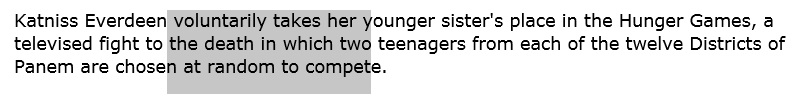 Katniss Everdeen voluntarily takes her younger sister's place in the Hunger Games, a
televised fight to the death in which two teenagers from each of the twelve Districts of
Panem are chosen at random to compete.